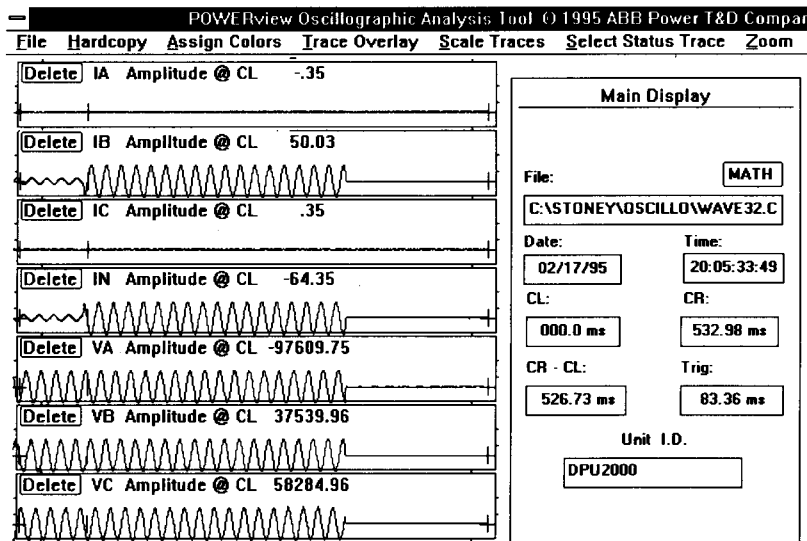 POWERview Oscillographic Analysis Tool © 1995 ABB Power T&D Compar
File Hardcopy Assign Colors Trace Overlay Scale Traces Select Status Trace Zoom
Delete IA Amplitude @ CL -.35
Delete IB Amplitude @ CL 50.03
Delete IC Amplitude @ CL .35
Delete IN Amplitude @ CL -64.35
Delete VA Amplitude @ CL -97609.75
Delete VB Amplitude @ CL 37539.96
Delete VC Amplitude @ CL 58284.96
Main Display
File: MATH
C:\STONEY\OSCILLO\WAVE32.C
Date: Time:
02/17/95 20:05:33:49
CL: CR:
000.0 ms 532.98 ms
CR - CL: Trig:
526.73 ms 83.36 ms
Unit I.D.
DPU2000